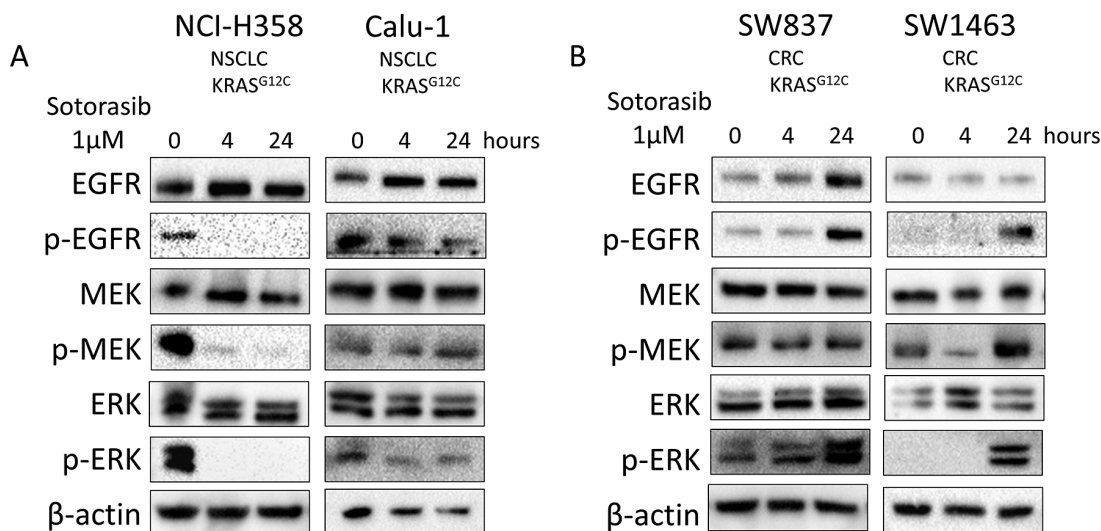 A
NCI-H358
NSCLC
KRASG12C
Calu-1
NSCLC
KRASG12C
Sotorasib
1μM 0 4 24 0 4 24 hours
EGFR
p-EGFR
MEK
p-MEK
ERK
p-ERK
β-actin
B
SW837
CRC
KRASG12C
SW1463
CRC
KRASG12C
Sotorasib
1μM 0 4 24 0 4 24 hours
EGFR
p-EGFR
MEK
p-MEK
ERK
p-ERK
β-actin